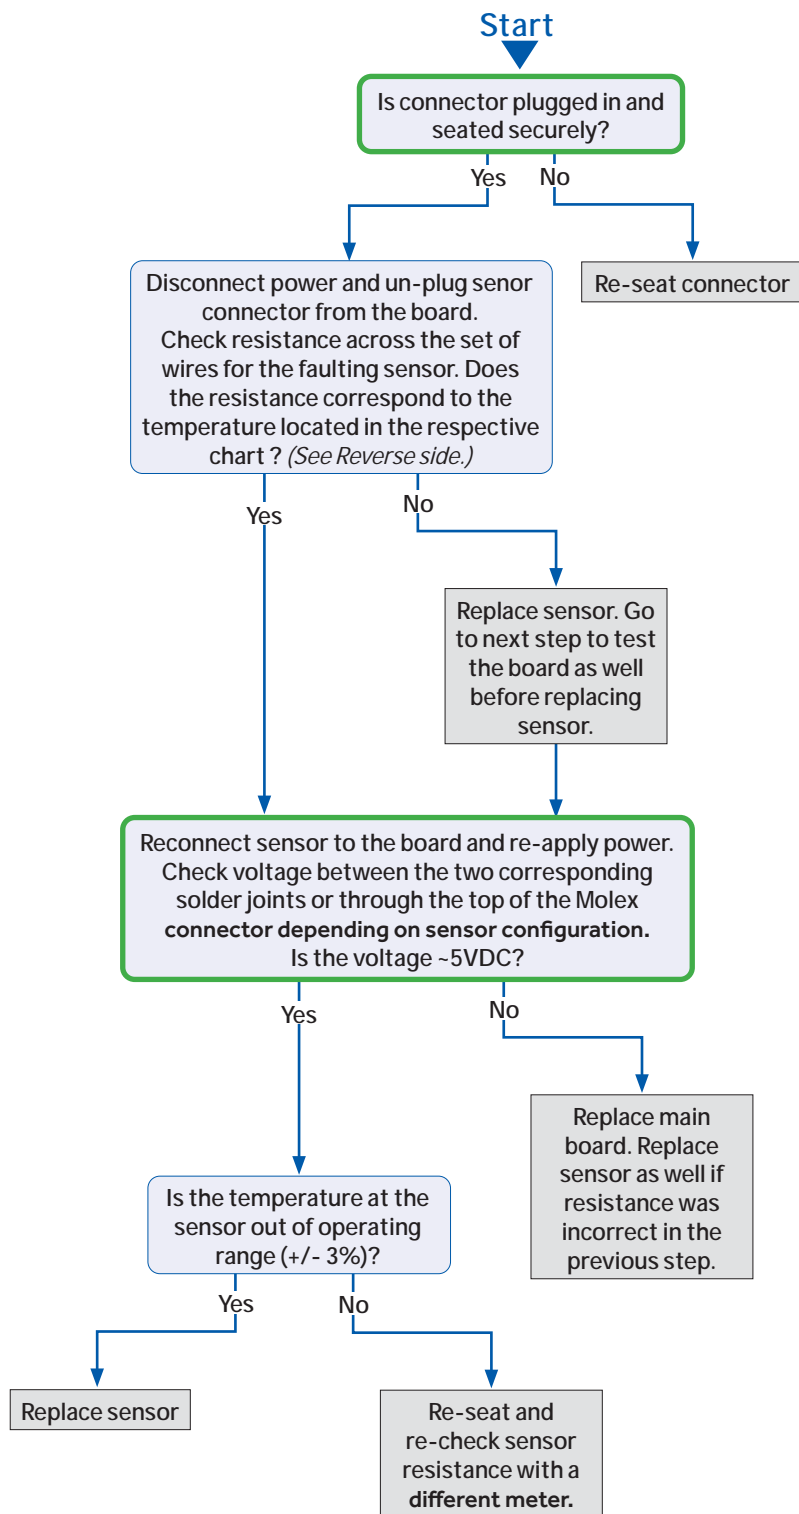 Start
Is connector plugged in and
seated securely?
Yes
No
Re-seat connector
Disconnect power and un-plug senor
connector from the board.
Check resistance across the set of
wires for the faulting sensor. Does
the resistance correspond to the
temperature located in the respective
chart ? (See Reverse side.)
Yes
No
Replace sensor. Go
to next step to test
the board as well
before replacing
sensor.
Reconnect sensor to the board and re-apply power.
Check voltage between the two corresponding
solder joints or through the top of the Molex
connector depending on sensor configuration.
Is the voltage ~5VDC?
Yes
No
Replace main
board. Replace
sensor as well if
resistance was
incorrect in the
previous step.
Is the temperature at the
sensor out of operating
range (+/- 3%)?
Yes
No
Replace sensor
Re-seat and
re-check sensor
resistance with a
different meter.